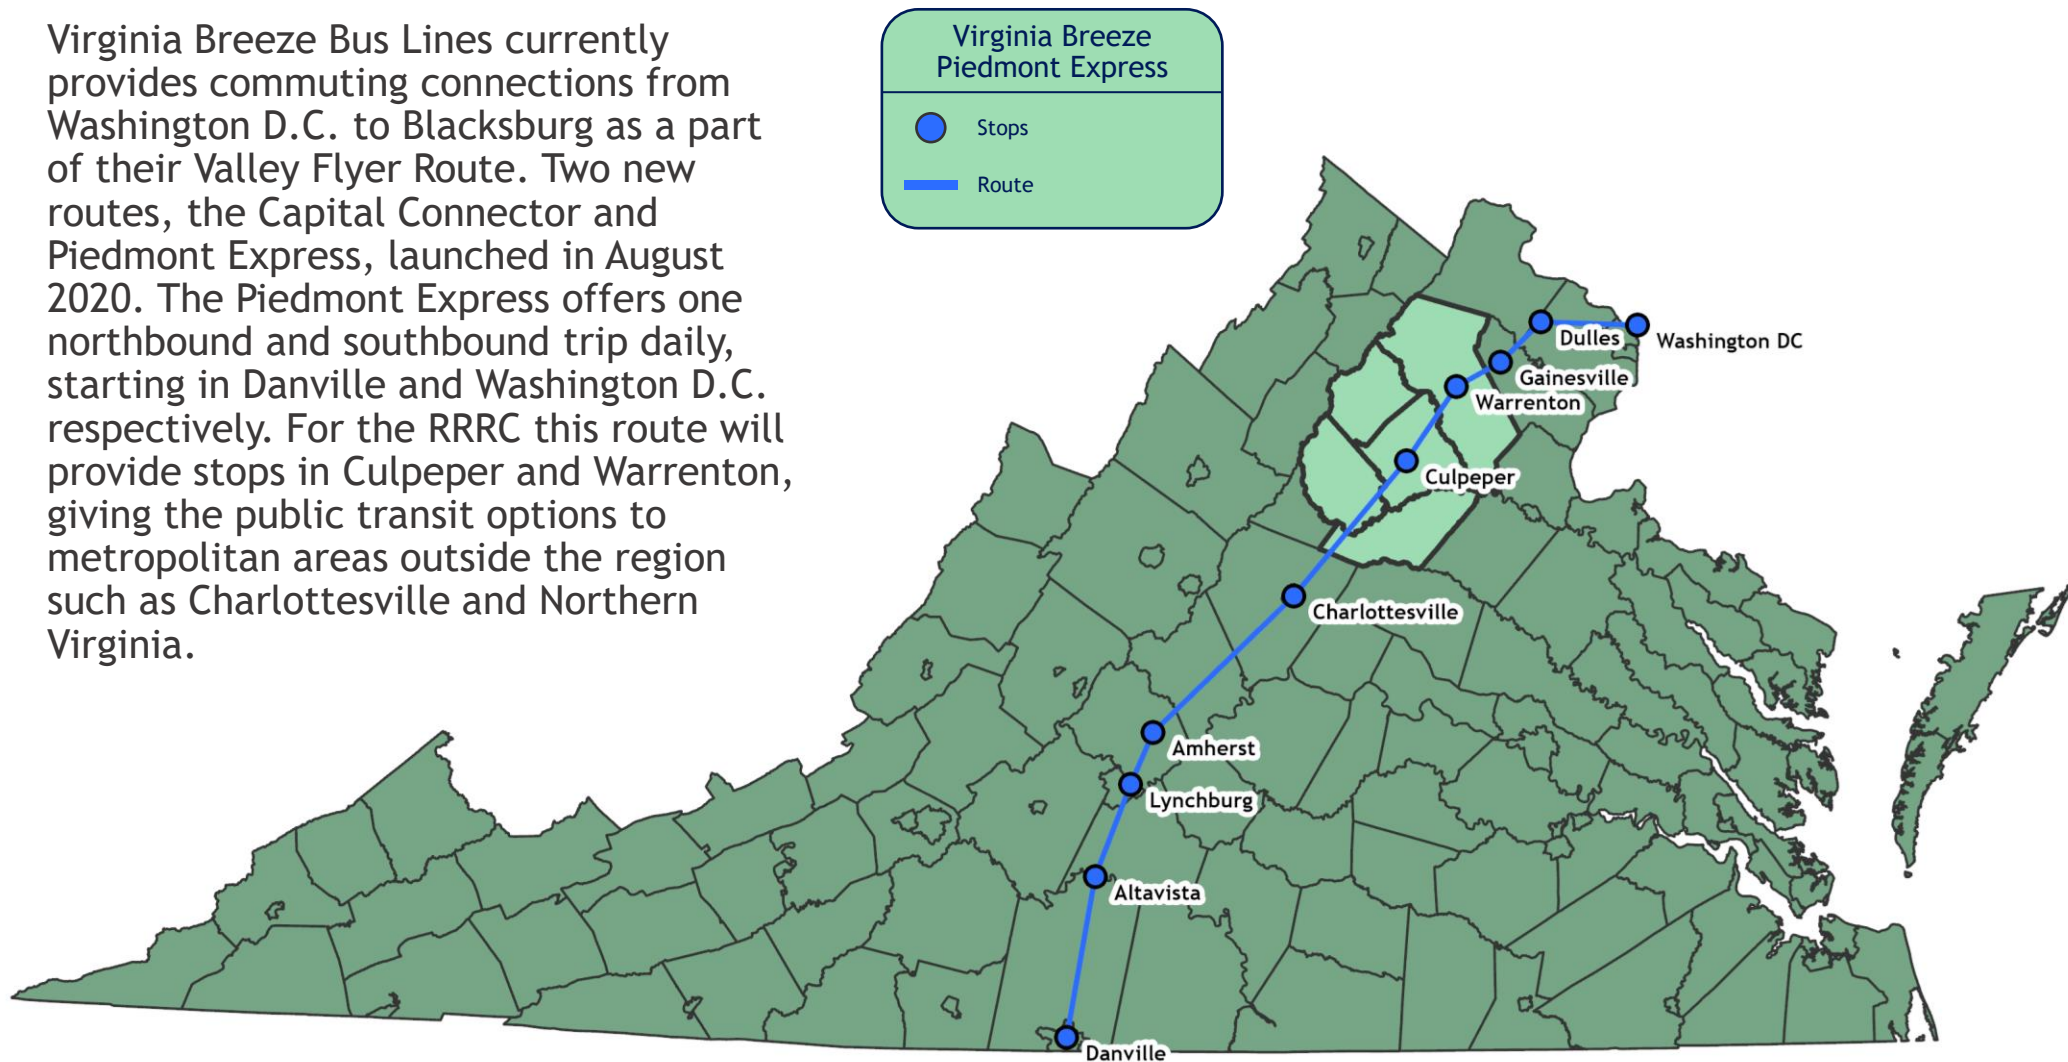 Virginia Breeze Bus Lines currently
provides commuting connections from
Washington D.C. to Blacksburg as a part
of their Valley Flyer Route. Two new
routes, the Capital Connector and
Piedmont Express, launched in August
2020. The Piedmont Express offers one
northbound and southbound trip daily,
starting in Danville and Washington D.C.
respectively. For the RRRC this route will
provide stops in Culpeper and Warrenton,
giving the public transit options to
metropolitan areas outside the region
such as Charlottesville and Northern
Virginia.
Virginia Breeze
Piedmont Express
Stops
Route
Dulles
Washington DC
Gainesville
Warrenton
Culpeper
Charlottesville
Amherst
Lynchburg
Altavista
Danville